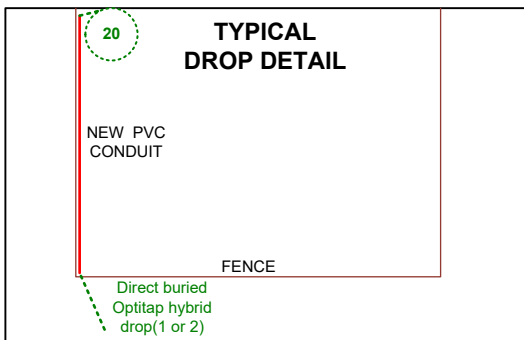 20
TYPICAL
DROP DETAIL
NEW PVC
CONDUIT
FENCE
Direct buried
Optitap hybrid
drop(1 or 2)